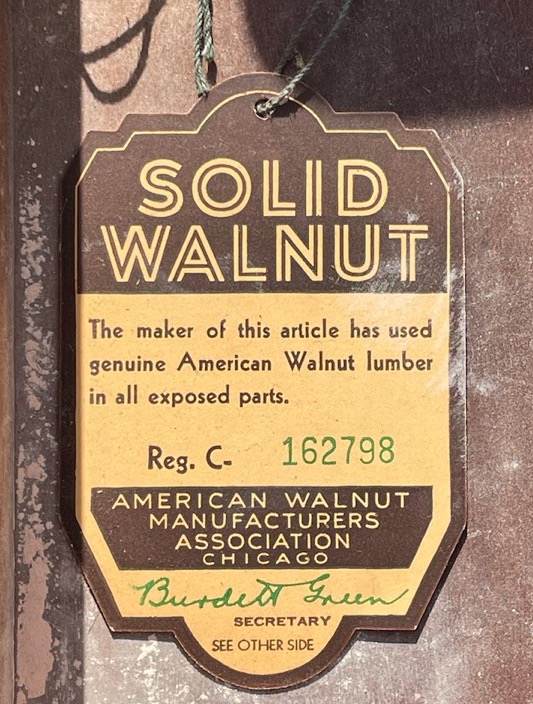 SOLID
WALNUT
The maker of this article has used
genuine American Walnut lumber
in all exposed parts.
Reg. C- 162798
AMERICAN WALNUT
MANUFACTURERS
ASSOCIATION
CHICAGO
Burdett Green
SECRETARY
SEE OTHER SIDE